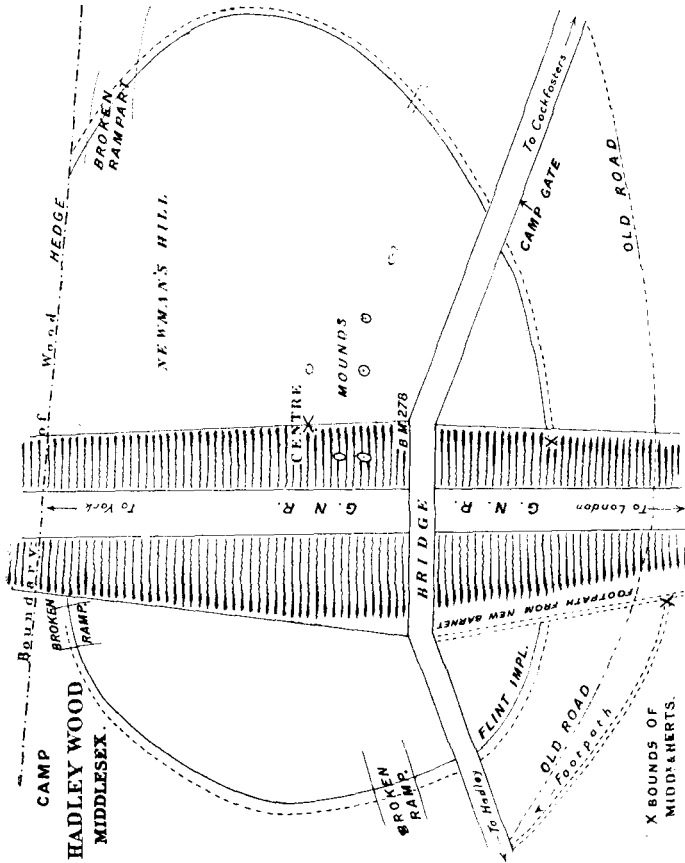 CAMP
HADLEY WOOD
MIDDLESEX.
Boundary of Wood
HEDGE
BROKEN
RAMPART
NEWMAN'S HILL
BROKEN
RAMP.
To York
CENTRE
X
MOUNDS
G. N. R.
B M 278
BRIDGE
To Cockfosters
CAMP GATE
OLD ROAD
G. N. R.
X
To London
FOOTPATH FROM NEW BARNET
X
FLINT IMPL.
BROKEN
RAMP.
To Hadley
OLD ROAD
Footpath
X BOUNDS OF
MIDDX & HERTS.